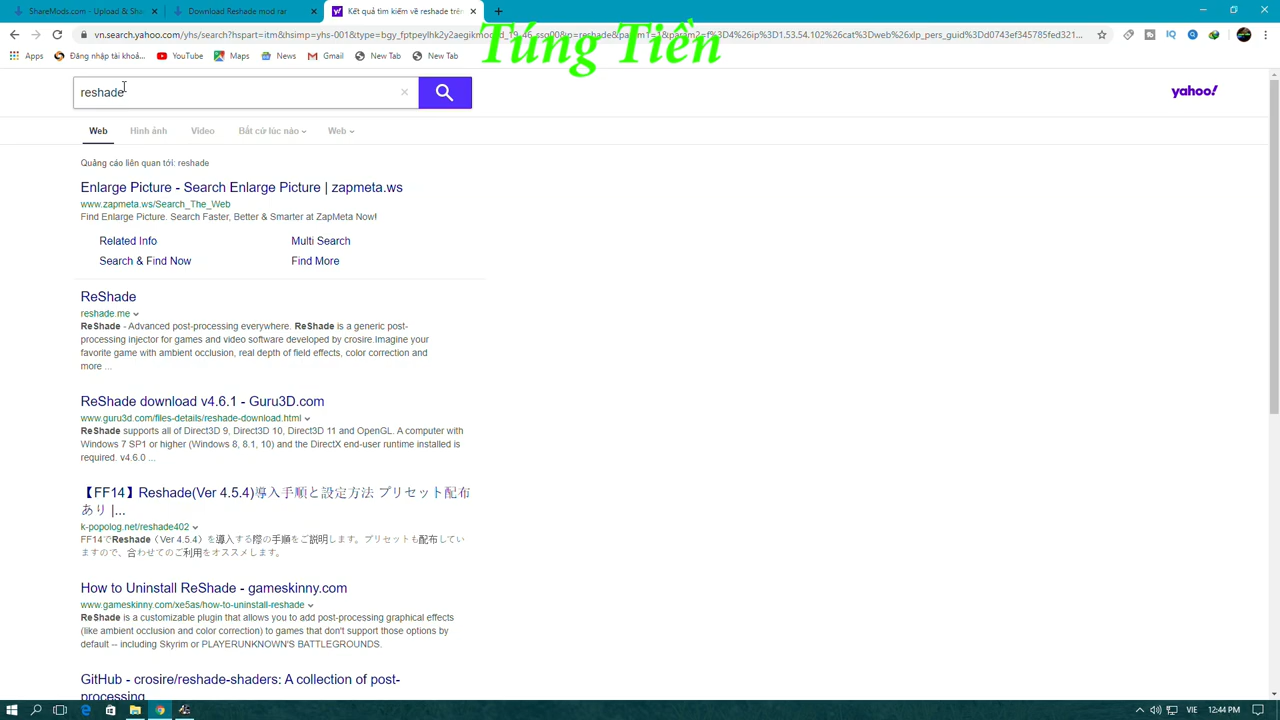 ShareMods.com - Upload & Sha
Download Reshade mod rar
Kết quả tìm kiếm về reshade trên
Túng Tiền
Apps
Đăng nhập tài khoả...
YouTube
Maps
News
Gmail
New Tab
New Tab
reshade
yahoo!
Web
Hình ảnh
Video
Bất cứ lúc nào
Web
Quảng cáo liên quan tới: reshade
Enlarge Picture - Search Enlarge Picture | zapmeta.ws
www.zapmeta.ws/Search_The_Web
Find Enlarge Picture. Search Faster, Better & Smarter at ZapMeta Now!
Related Info
Multi Search
Search & Find Now
Find More
ReShade
reshade.me
ReShade - Advanced post-processing everywhere. ReShade is a generic post-
processing injector for games and video software developed by crosire.Imagine your
favorite game with ambient occlusion, real depth of field effects, color correction and
more ...
ReShade download v4.6.1 - Guru3D.com
www.guru3d.com/files-details/reshade-download.html
ReShade supports all of Direct3D 9, Direct3D 10, Direct3D 11 and OpenGL. A computer with
Windows 7 SP1 or higher (Windows 8, 8.1, 10) and the DirectX end-user runtime installed is
required. v4.6.0 ...
【FF14】Reshade(Ver 4.5.4)導入手順と設定方法 プリセット配布
あり |...
k-popolog.net/reshade402
FF14でReshade（Ver 4.5.4）を導入する際の手順をご説明します。プリセットも配布してい
ますので、合わせてのご利用をオススメします。
How to Uninstall ReShade - gameskinny.com
www.gameskinny.com/xe5as/how-to-uninstall-reshade
ReShade is a customizable plugin that allows you to add post-processing graphical effects
(like ambient occlusion and color correction) to games that don't support those options by
default -- including Skyrim or PLAYERUNKNOWN'S BATTLEGROUNDS.
GitHub - crosire/reshade-shaders: A collection of post-
processing
VIE
12:44 PM